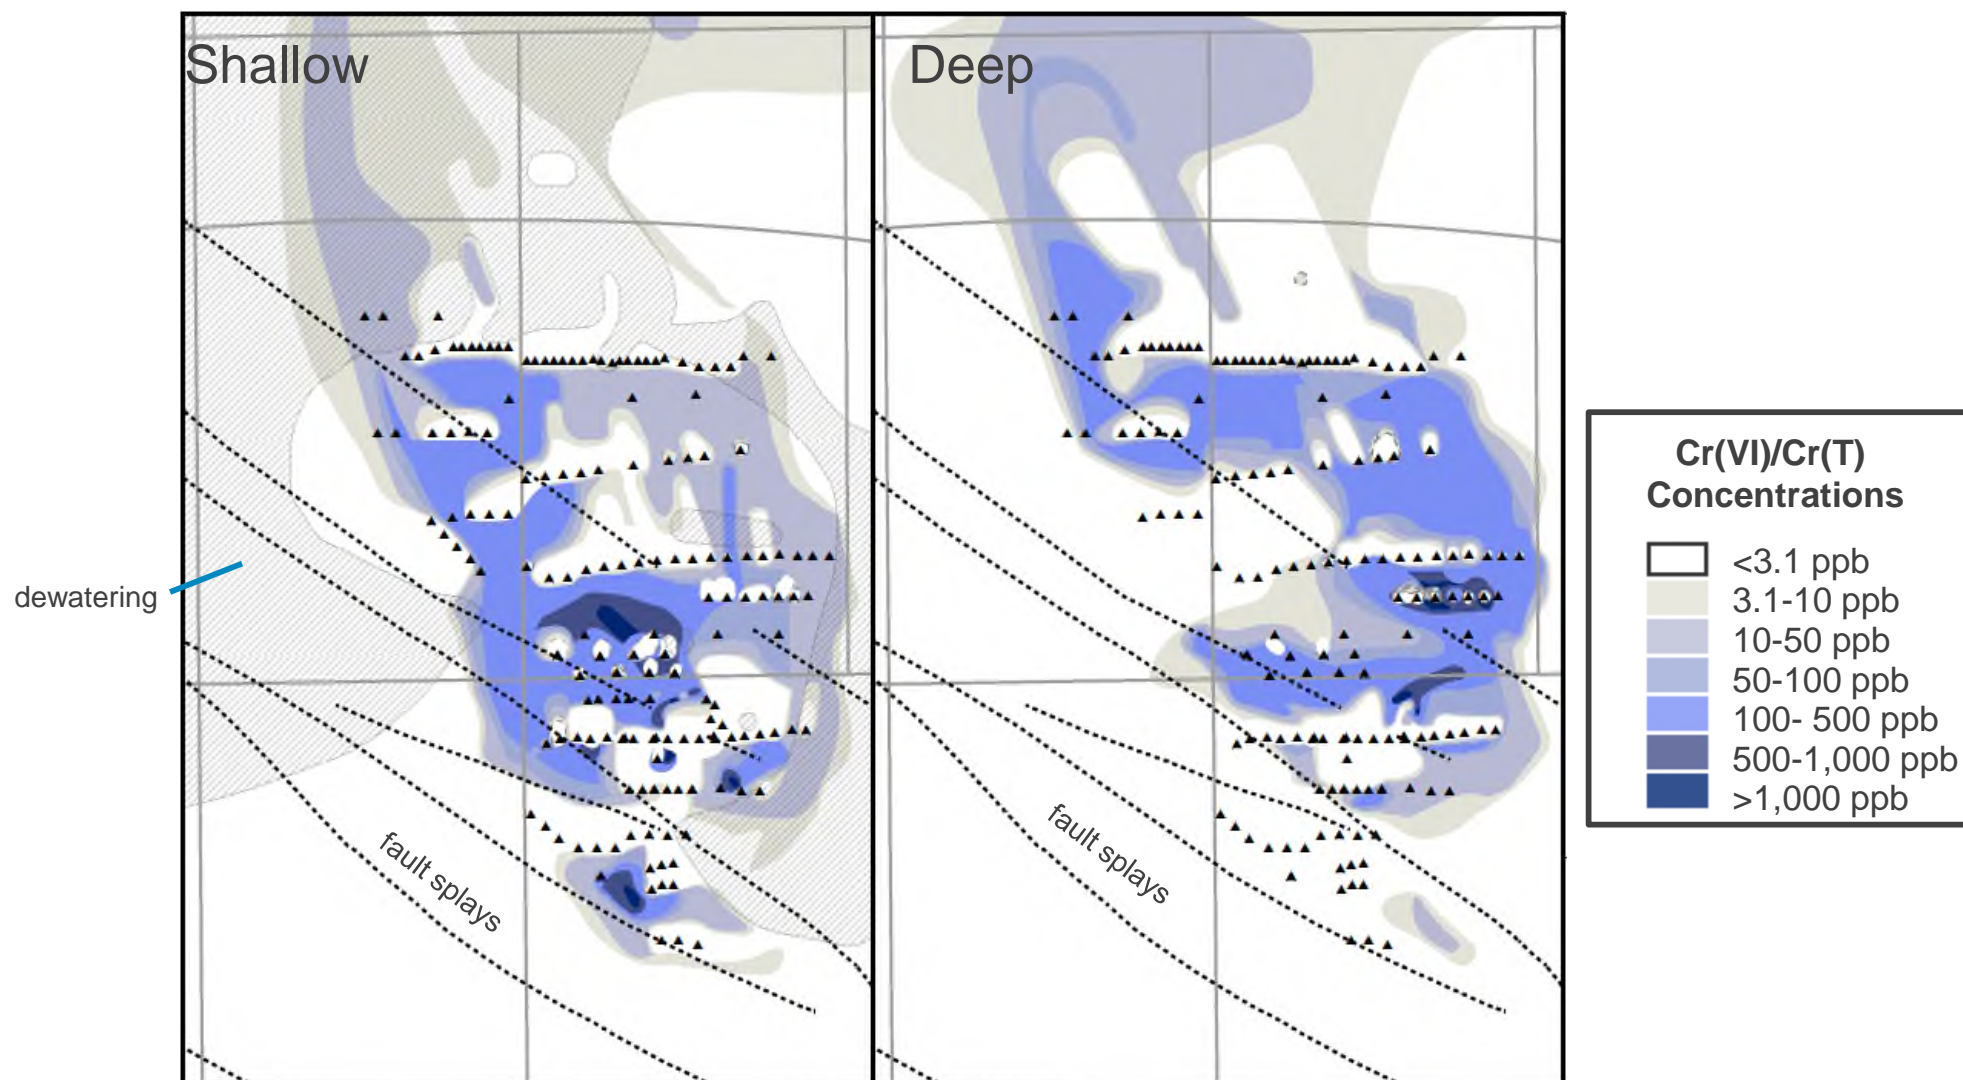 Shallow
Deep
dewatering
fault splays
fault splays
Cr(VI)/Cr(T)
Concentrations
<3.1 ppb
3.1-10 ppb
10-50 ppb
50-100 ppb
100- 500 ppb
500-1,000 ppb
>1,000 ppb